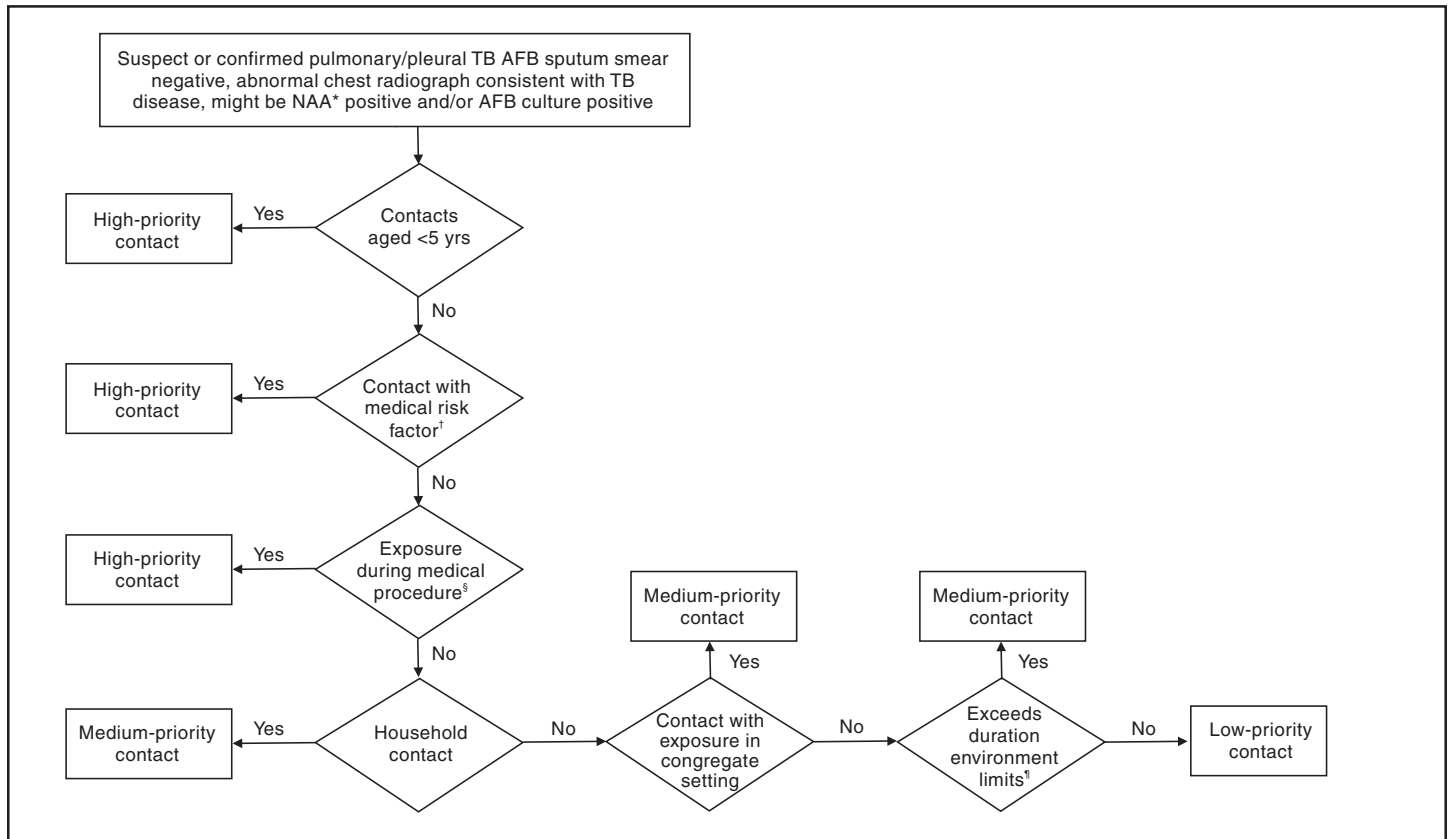 Suspect or confirmed pulmonary/pleural TB AFB sputum smear
negative, abnormal chest radiograph consistent with TB
disease, might be NAA* positive and/or AFB culture positive
High-priority
contact
Yes
Contacts
aged <5 yrs
No
High-priority
contact
Yes
Contact with
medical risk
factor†
No
High-priority
contact
Yes
Exposure
during medical
procedure§
No
Medium-priority
contact
Yes
Household
contact
No
Medium-priority
contact
Yes
Contact with
exposure in
congregate
setting
No
Medium-priority
contact
Yes
Exceeds
duration
environment
limits¶
No
Low-priority
contact